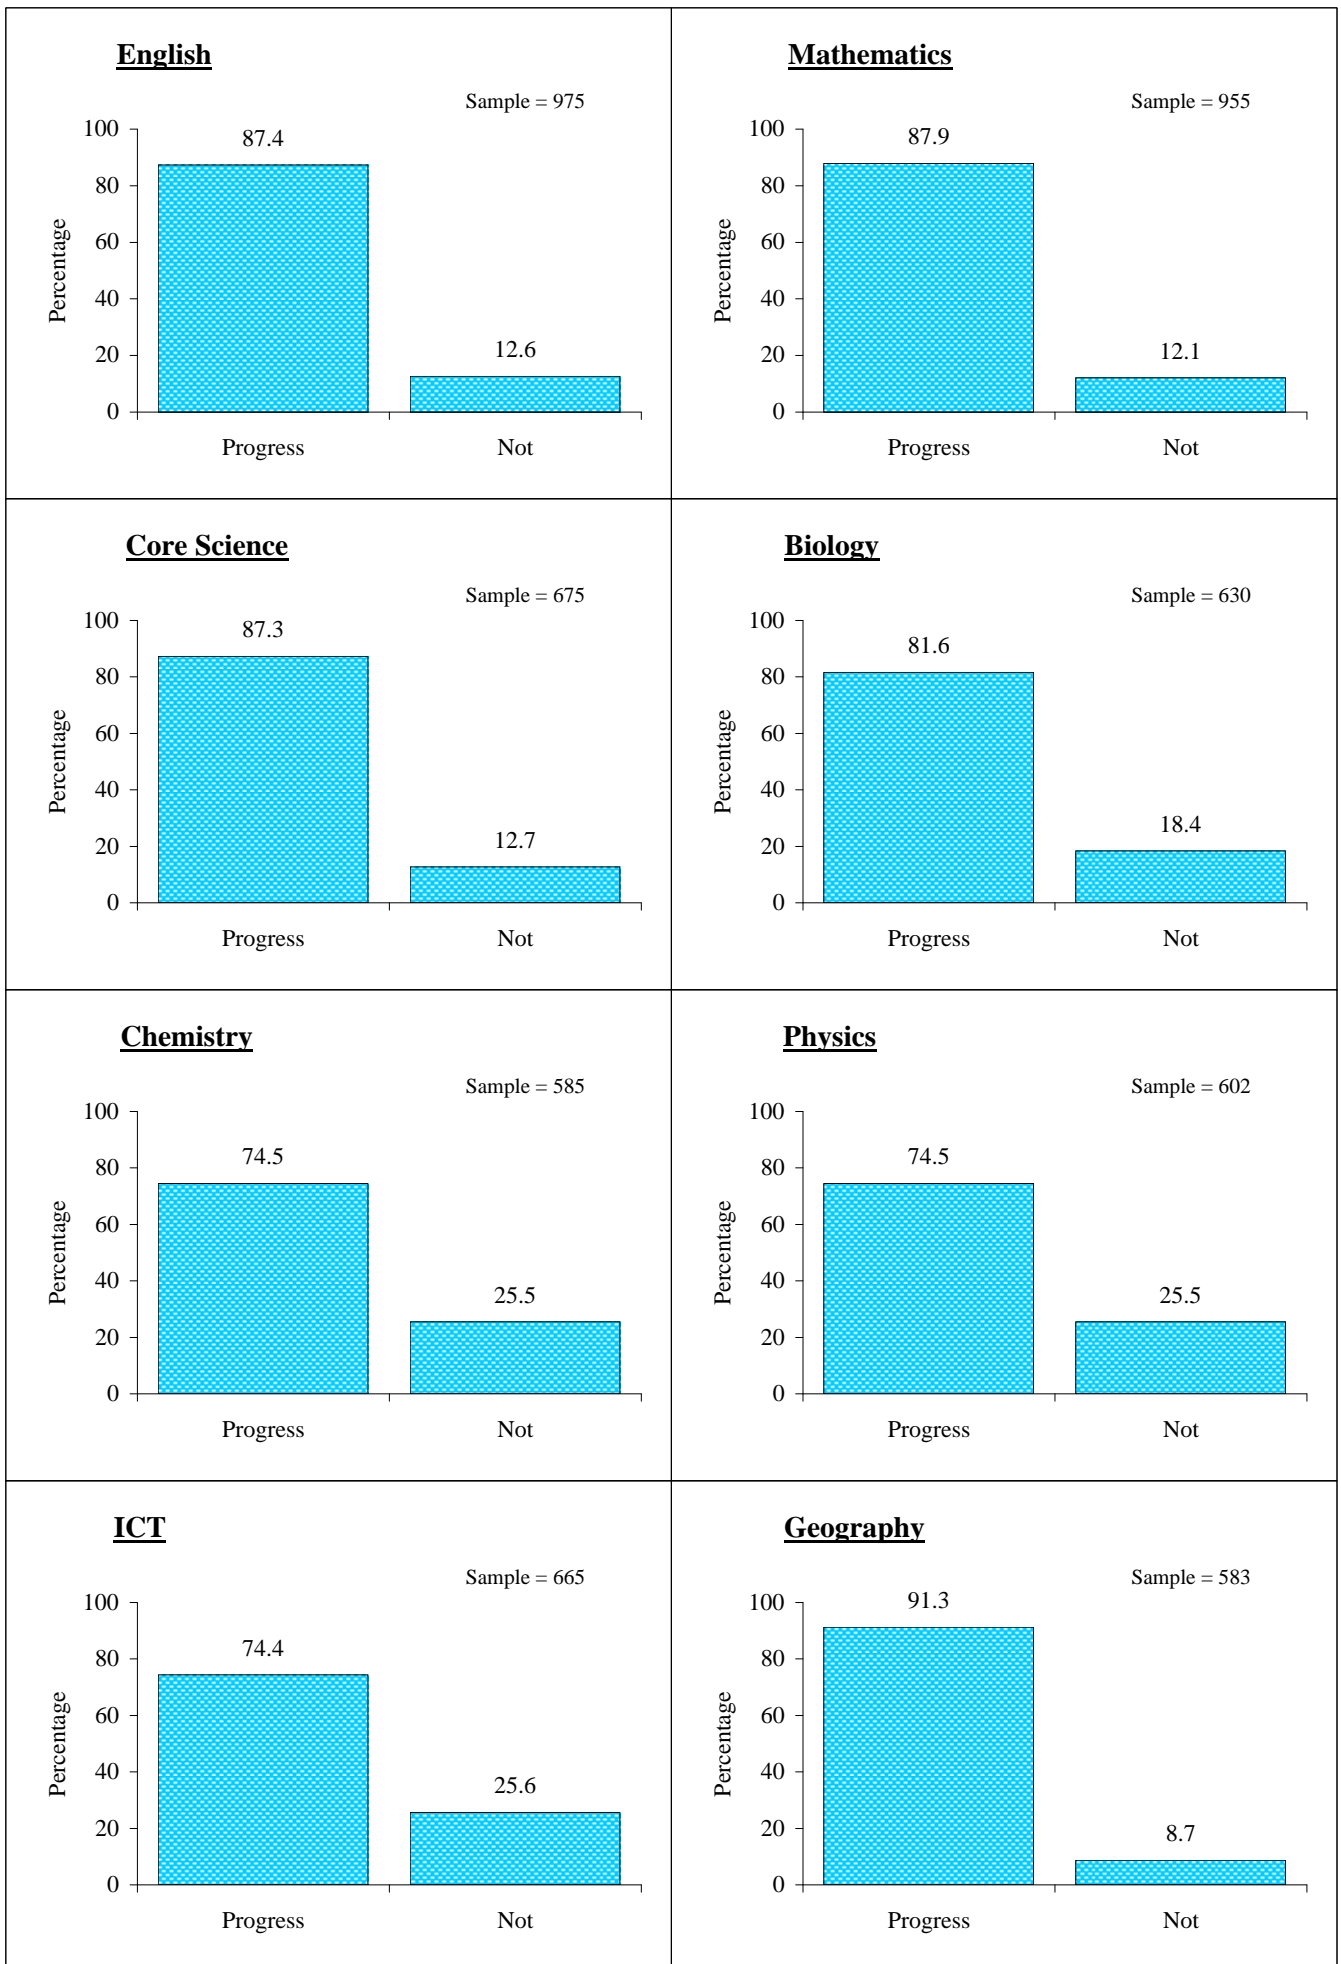 English
Sample = 975
100
80
60
40
20
0
Percentage
87.4
12.6
Progress
Not
Mathematics
Sample = 955
100
80
60
40
20
0
Percentage
87.9
12.1
Progress
Not
Core Science
Sample = 675
100
80
60
40
20
0
Percentage
87.3
12.7
Progress
Not
Biology
Sample = 630
100
80
60
40
20
0
Percentage
81.6
18.4
Progress
Not
Chemistry
Sample = 585
100
80
60
40
20
0
Percentage
74.5
25.5
Progress
Not
Physics
Sample = 602
100
80
60
40
20
0
Percentage
74.5
25.5
Progress
Not
ICT
Sample = 665
100
80
60
40
20
0
Percentage
74.4
25.6
Progress
Not
Geography
Sample = 583
100
80
60
40
20
0
Percentage
91.3
8.7
Progress
Not